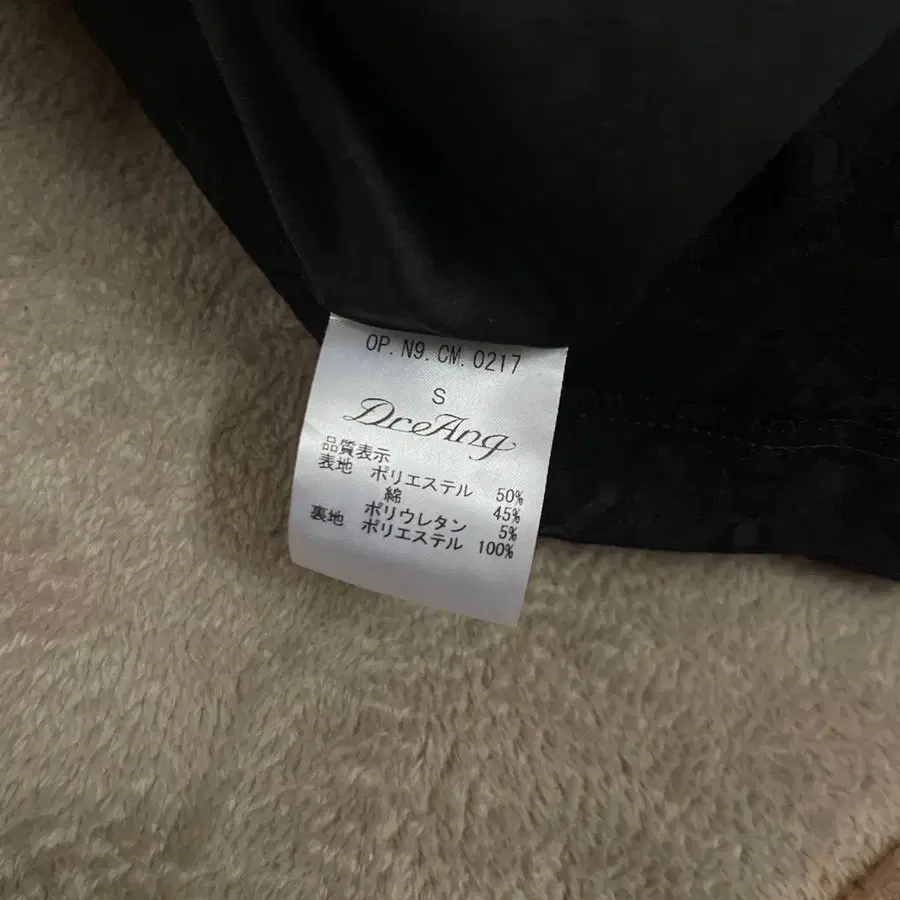 OP.N9.CM.0217
S
DreAng
品質表示
表地 ポリエステル 50%
綿 45%
ポリウレタン 5%
裏地 ポリエステル 100%